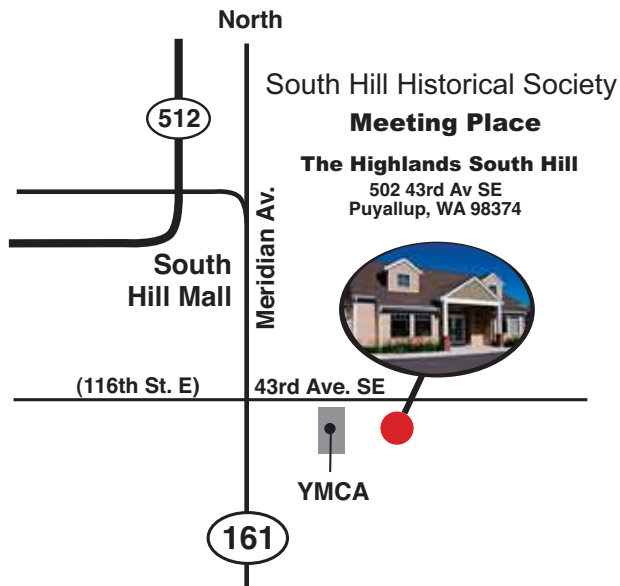 North
South Hill Historical Society
Meeting Place
The Highlands South Hill
502 43rd Av SE
Puyallup, WA 98374
512
Meridian Av.
South
Hill Mall
(116th St. E)
43rd Ave. SE
YMCA
161